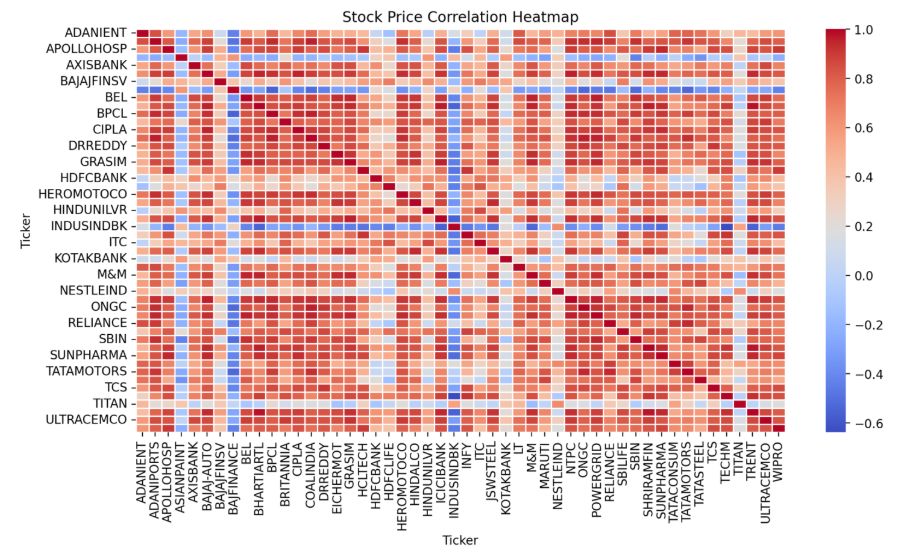 Stock Price Correlation Heatmap
ADANIENT
APOLLOHOSP
AXISBANK
BAJAJFINSV
BEL
BPCL
CIPLA
DRREDDY
GRASIM
HDFCBANK
HEROMOTOCO
HINDUNILVR
INDUSINDBK
ITC
KOTAKBANK
M&M
NESTLEIND
ONGC
RELIANCE
SBIN
SUNPHARMA
TATAMOTORS
TCS
TITAN
ULTRACEMCO
Ticker
ADANIENT
ADANIPORTS
APOLLOHOSP
ASIANPAINT
AXISBANK
BAJAJ-AUTO
BAJAJFINSV
BAJFINANCE
BEL
BHARTIARTL
BPCL
BRITANNIA
CIPLA
COALINDIA
DRREDDY
EICHERMOT
GRASIM
HCLTECH
HDFCBANK
HDFCLIFE
HEROMOTOCO
HINDALCO
HINDUNILVR
ICICIBANK
INDUSINDBK
INFY
ITC
JSWSTEEL
KOTAKBANK
LT
M&M
MARUTI
NESTLEIND
NTPC
ONGC
POWERGRID
RELIANCE
SBILIFE
SBIN
SHRIRAMFIN
SUNPHARMA
TATACONSUM
TATAMOTORS
TATASTEEL
TCS
TECHM
TITAN
TRENT
ULTRACEMCO
WIPRO
Ticker
1.0
0.8
0.6
0.4
0.2
0.0
−0.2
−0.4
−0.6